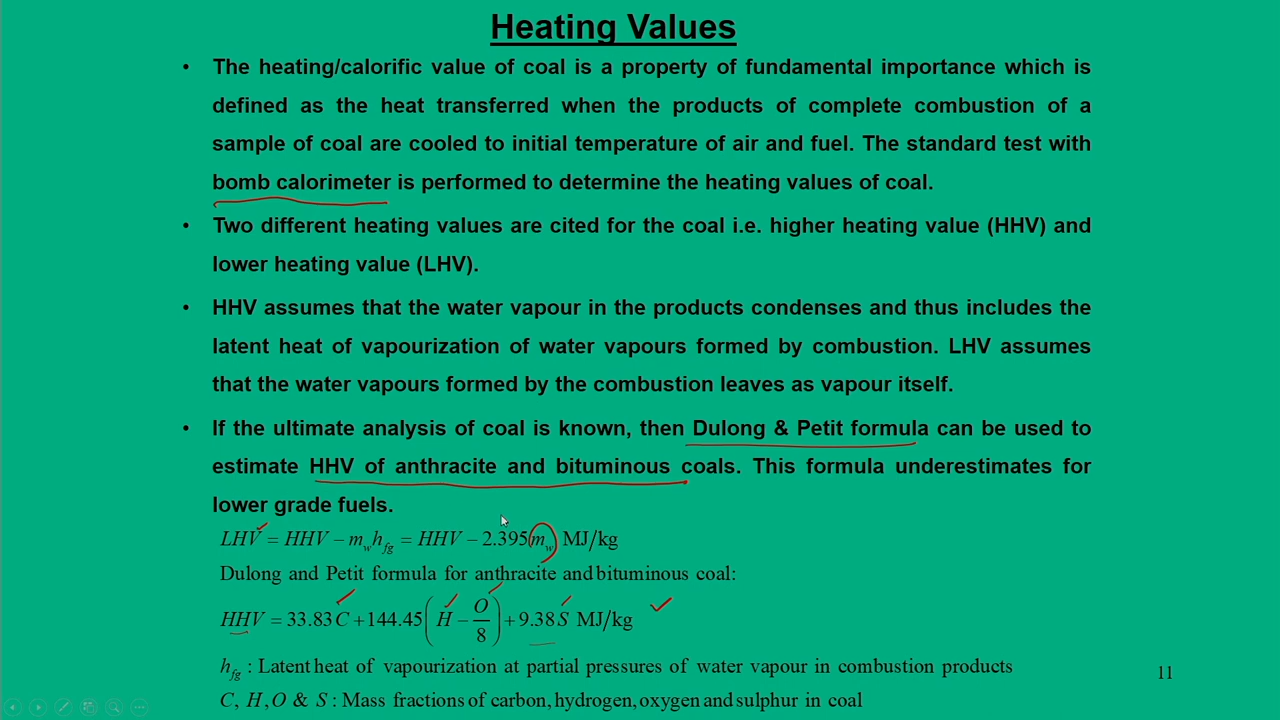 Heating Values
• The heating/calorific value of coal is a property of fundamental importance which is
defined as the heat transferred when the products of complete combustion of a
sample of coal are cooled to initial temperature of air and fuel. The standard test with
bomb calorimeter is performed to determine the heating values of coal.
• Two different heating values are cited for the coal i.e. higher heating value (HHV) and
lower heating value (LHV).
• HHV assumes that the water vapour in the products condenses and thus includes the
latent heat of vapourization of water vapours formed by combustion. LHV assumes
that the water vapours formed by the combustion leaves as vapour itself.
• If the ultimate analysis of coal is known, then Dulong & Petit formula can be used to
estimate HHV of anthracite and bituminous coals. This formula underestimates for
lower grade fuels.
LHV = HHV − m_w h_fg = HHV − 2.395(m_w) MJ/kg
Dulong and Petit formula for anthracite and bituminous coal:
HHV = 33.83C + 144.45(H − O/8) + 9.38S MJ/kg
h_fg : Latent heat of vapourization at partial pressures of water vapour in combustion products
11
C, H, O & S : Mass fractions of carbon, hydrogen, oxygen and sulphur in coal